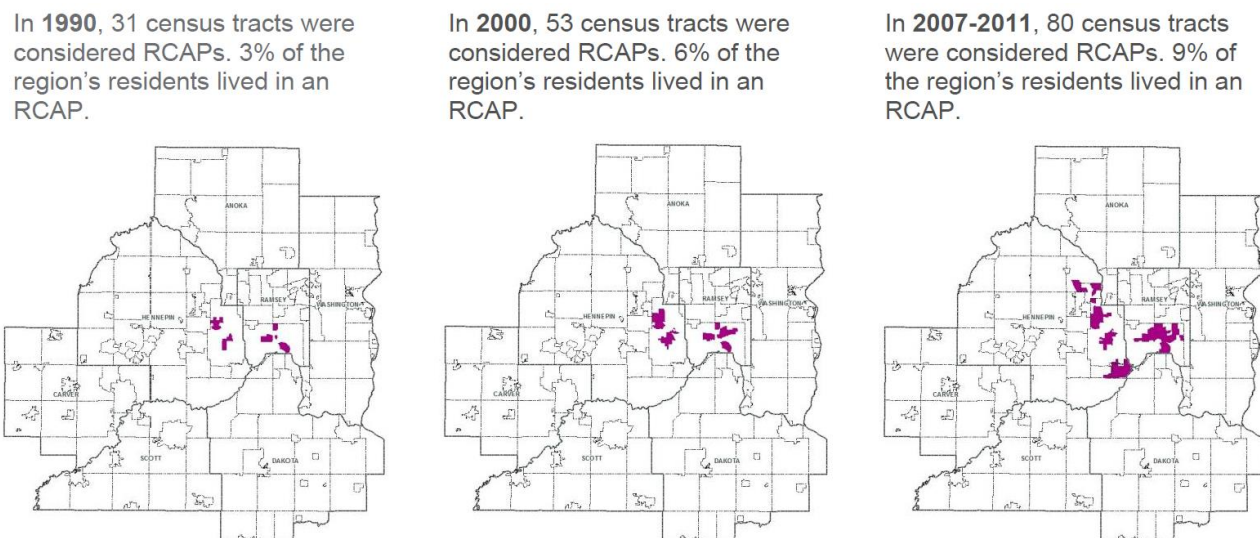 In 1990, 31 census tracts were
considered RCAPs. 3% of the
region's residents lived in an
RCAP.
In 2000, 53 census tracts were
considered RCAPs. 6% of the
region's residents lived in an
RCAP.
In 2007-2011, 80 census tracts
were considered RCAPs. 9% of
the region's residents lived in an
RCAP.
ANOKA
HENNEPIN
RAMSEY
WASHINGTON
CARVER
SCOTT
DAKOTA
ANOKA
HENNEPIN
RAMSEY
WASHINGTON
CARVER
SCOTT
DAKOTA
ANOKA
HENNEPIN
RAMSEY
WASHINGTON
CARVER
SCOTT
DAKOTA